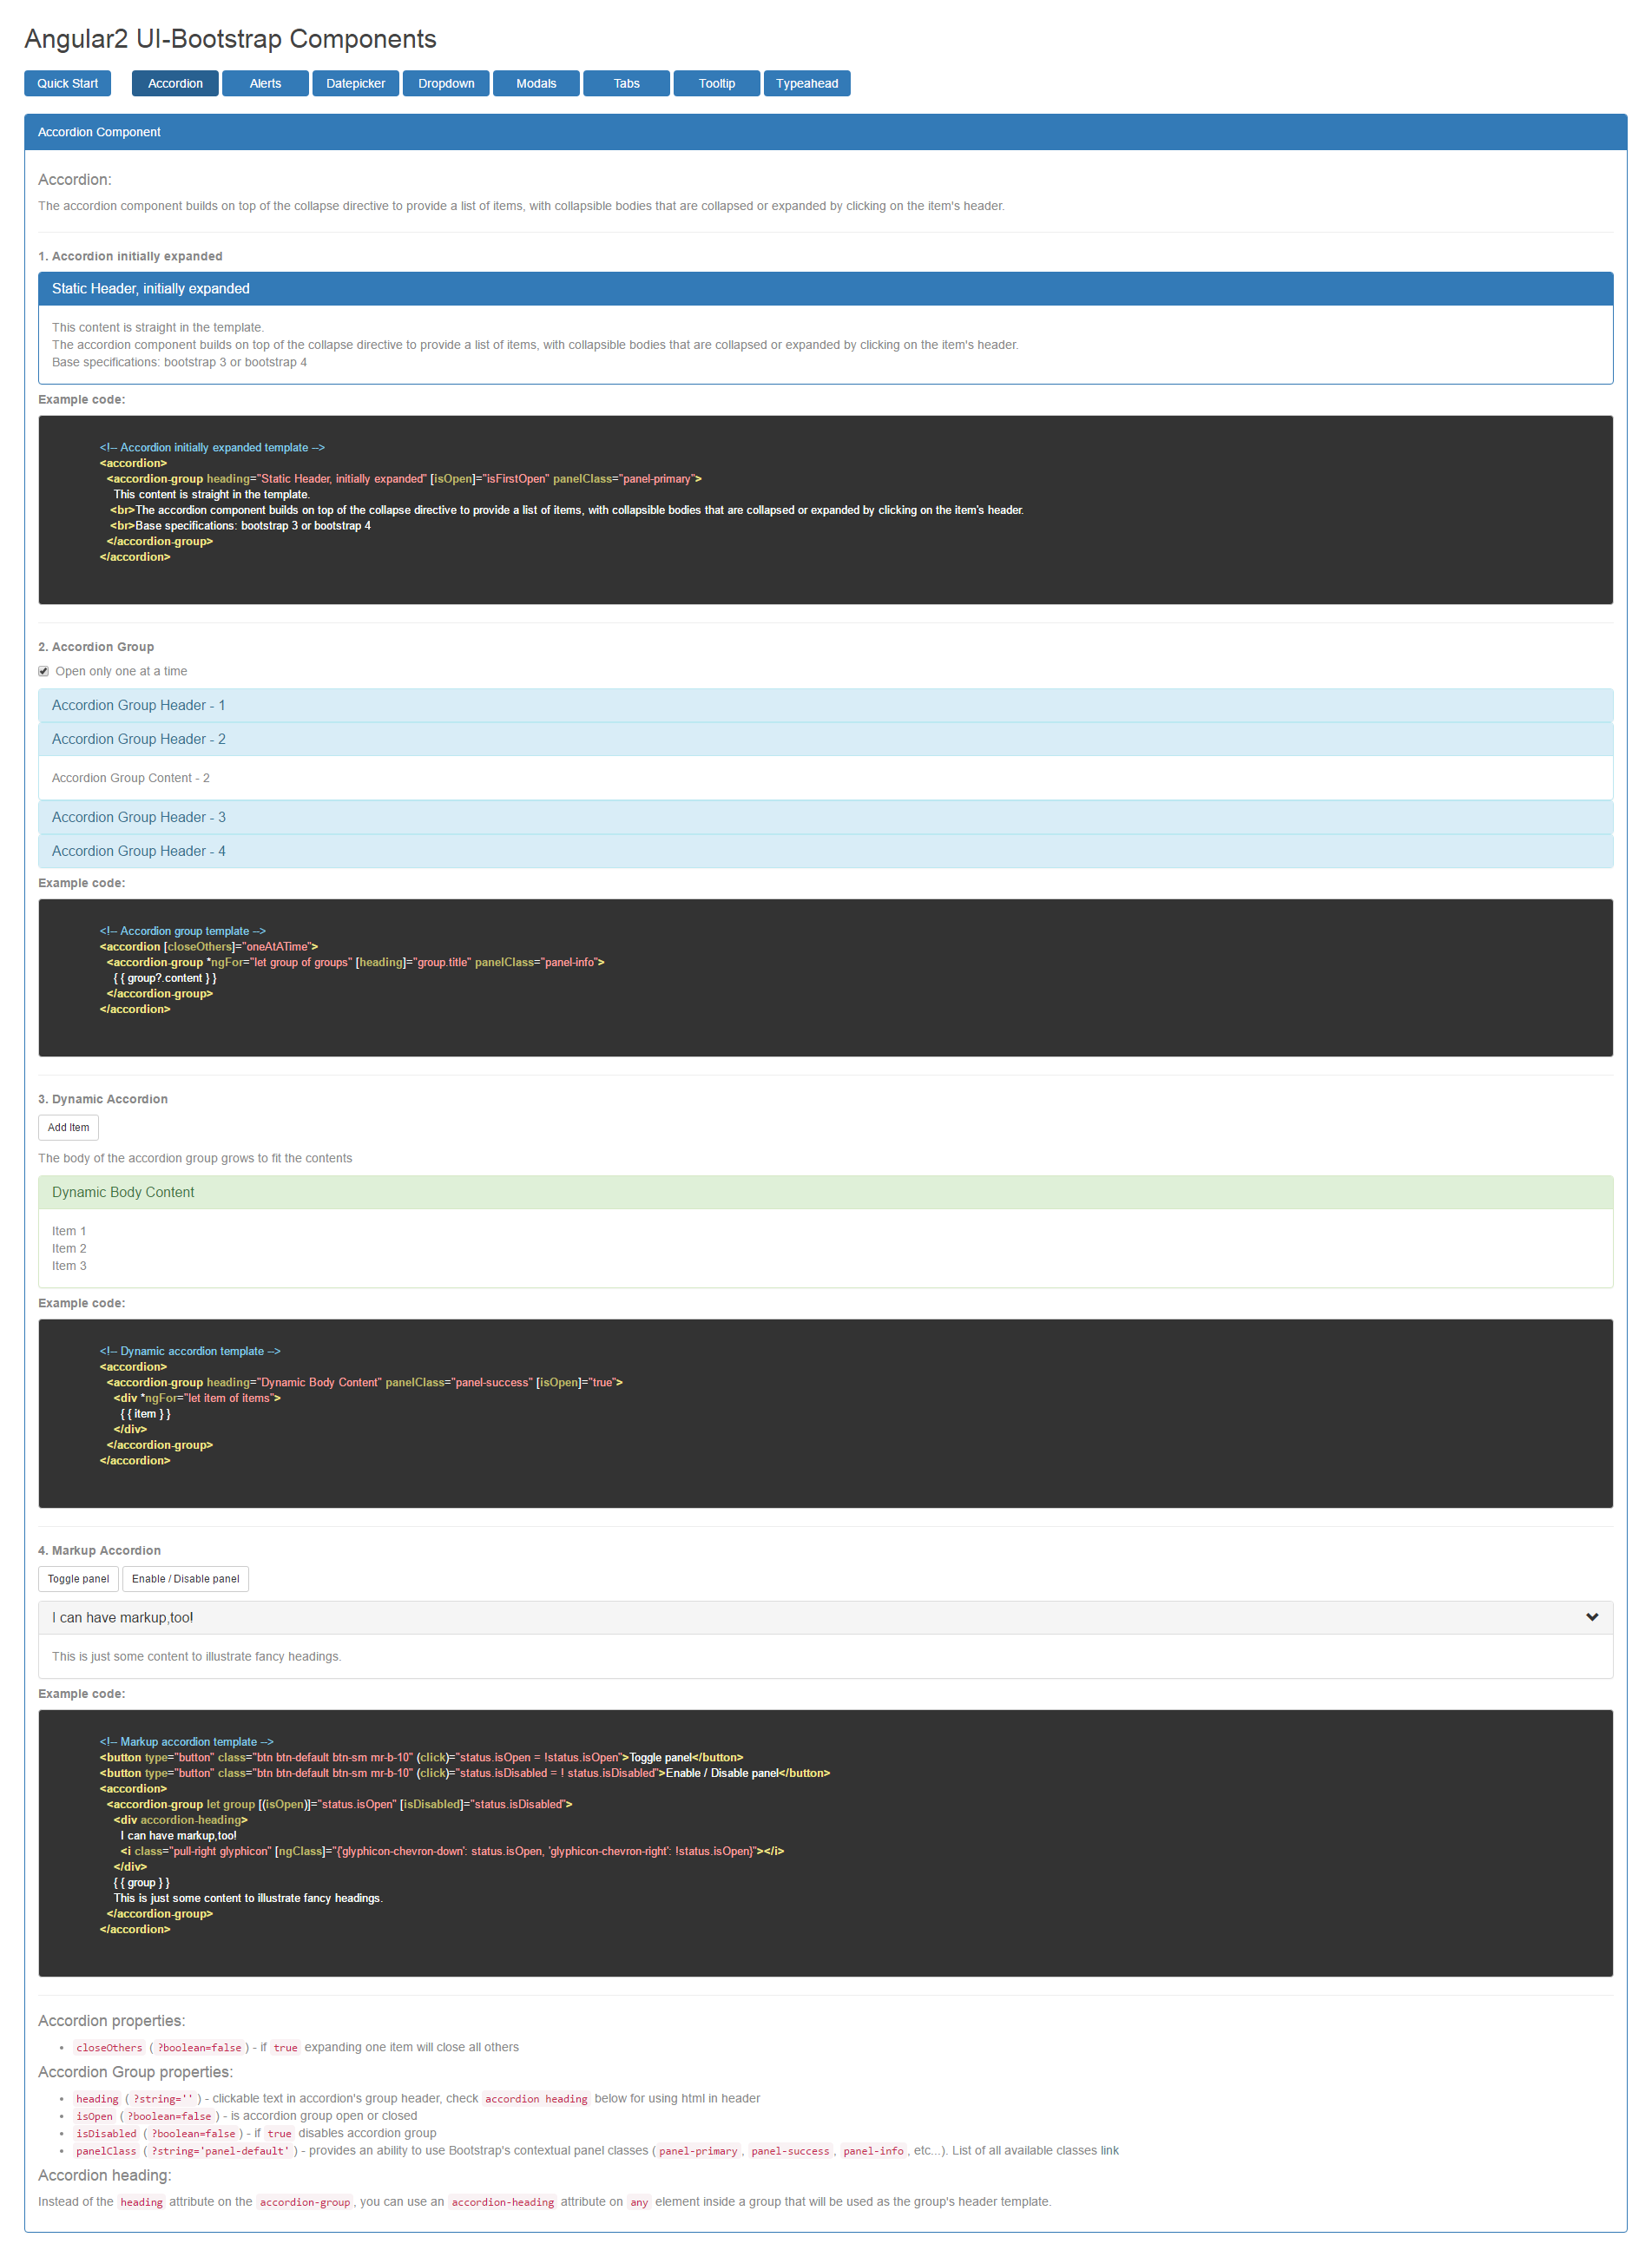 Angular2 UI-Bootstrap Components
Quick Start Accordion Alerts Datepicker Dropdown Modals Tabs Tooltip Typeahead
Accordion Component
Accordion:
The accordion component builds on top of the collapse directive to provide a list of items, with collapsible bodies that are collapsed or expanded by clicking on the item's header.
1. Accordion initially expanded
Static Header, initially expanded
This content is straight in the template.
The accordion component builds on top of the collapse directive to provide a list of items, with collapsible bodies that are collapsed or expanded by clicking on the item's header.
Base specifications: bootstrap 3 or bootstrap 4
Example code:
<!-- Accordion initially expanded template -->
<accordion>
<accordion-group heading="Static Header, initially expanded" [isOpen]="isFirstOpen" panelClass="panel-primary">
This content is straight in the template.
<br>The accordion component builds on top of the collapse directive to provide a list of items, with collapsible bodies that are collapsed or expanded by clicking on the item's header.
<br>Base specifications: bootstrap 3 or bootstrap 4
</accordion-group>
</accordion>
2. Accordion Group
Open only one at a time
Accordion Group Header - 1
Accordion Group Header - 2
Accordion Group Content - 2
Accordion Group Header - 3
Accordion Group Header - 4
Example code:
<!-- Accordion group template -->
<accordion [closeOthers]="oneAtATime">
<accordion-group *ngFor="let group of groups" [heading]="group.title" panelClass="panel-info">
{ { group?.content } }
</accordion-group>
</accordion>
3. Dynamic Accordion
Add Item
The body of the accordion group grows to fit the contents
Dynamic Body Content
Item 1
Item 2
Item 3
Example code:
<!-- Dynamic accordion template -->
<accordion>
<accordion-group heading="Dynamic Body Content" panelClass="panel-success" [isOpen]="true">
<div *ngFor="let item of items">
{ { item } }
</div>
</accordion-group>
</accordion>
4. Markup Accordion
Toggle panel Enable / Disable panel
I can have markup,too!
This is just some content to illustrate fancy headings.
Example code:
<!-- Markup accordion template -->
<button type="button" class="btn btn-default btn-sm mr-b-10" (click)="status.isOpen = !status.isOpen">Toggle panel</button>
<button type="button" class="btn btn-default btn-sm mr-b-10" (click)="status.isDisabled = ! status.isDisabled">Enable / Disable panel</button>
<accordion>
<accordion-group let group [(isOpen)]="status.isOpen" [isDisabled]="status.isDisabled">
<div accordion-heading>
I can have markup,too!
<i class="pull-right glyphicon" [ngClass]="{'glyphicon-chevron-down': status.isOpen, 'glyphicon-chevron-right': !status.isOpen}"></i>
</div>
{ { group } }
This is just some content to illustrate fancy headings.
</accordion-group>
</accordion>
Accordion properties:
• closeOthers ( ?boolean=false ) - if true expanding one item will close all others
Accordion Group properties:
• heading ( ?string='' ) - clickable text in accordion's group header, check accordion heading below for using html in header
• isOpen ( ?boolean=false ) - is accordion group open or closed
• isDisabled ( ?boolean=false ) - if true disables accordion group
• panelClass ( ?string='panel-default' ) - provides an ability to use Bootstrap's contextual panel classes ( panel-primary , panel-success , panel-info , etc...). List of all available classes link
Accordion heading:
Instead of the heading attribute on the accordion-group , you can use an accordion-heading attribute on any element inside a group that will be used as the group's header template.